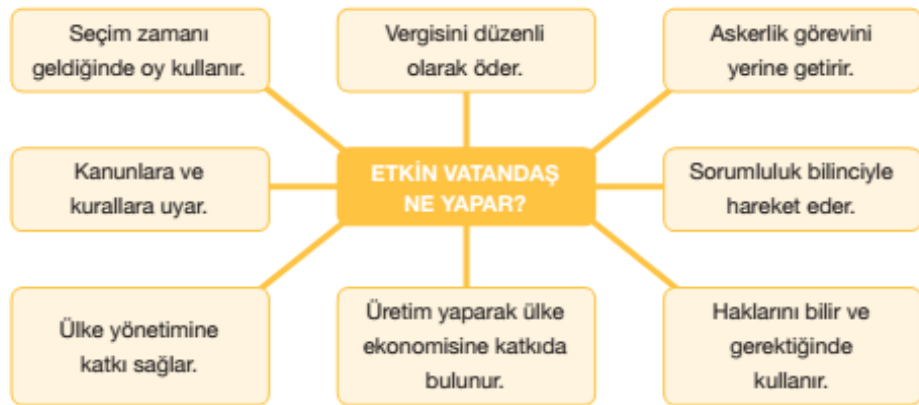 Seçim zamanı
geldiğinde oy kullanır.
Vergisini düzenli
olarak öder.
Askerlik görevini
yerine getirir.
Kanunlara ve
kurallara uyar.
ETKİN VATANDAŞ
NE YAPAR?
Sorumluluk bilinciyle
hareket eder.
Ülke yönetimine
katkı sağlar.
Üretim yaparak ülke
ekonomisine katkıda
bulunur.
Haklarını bilir ve
gerektiğinde
kullanır.